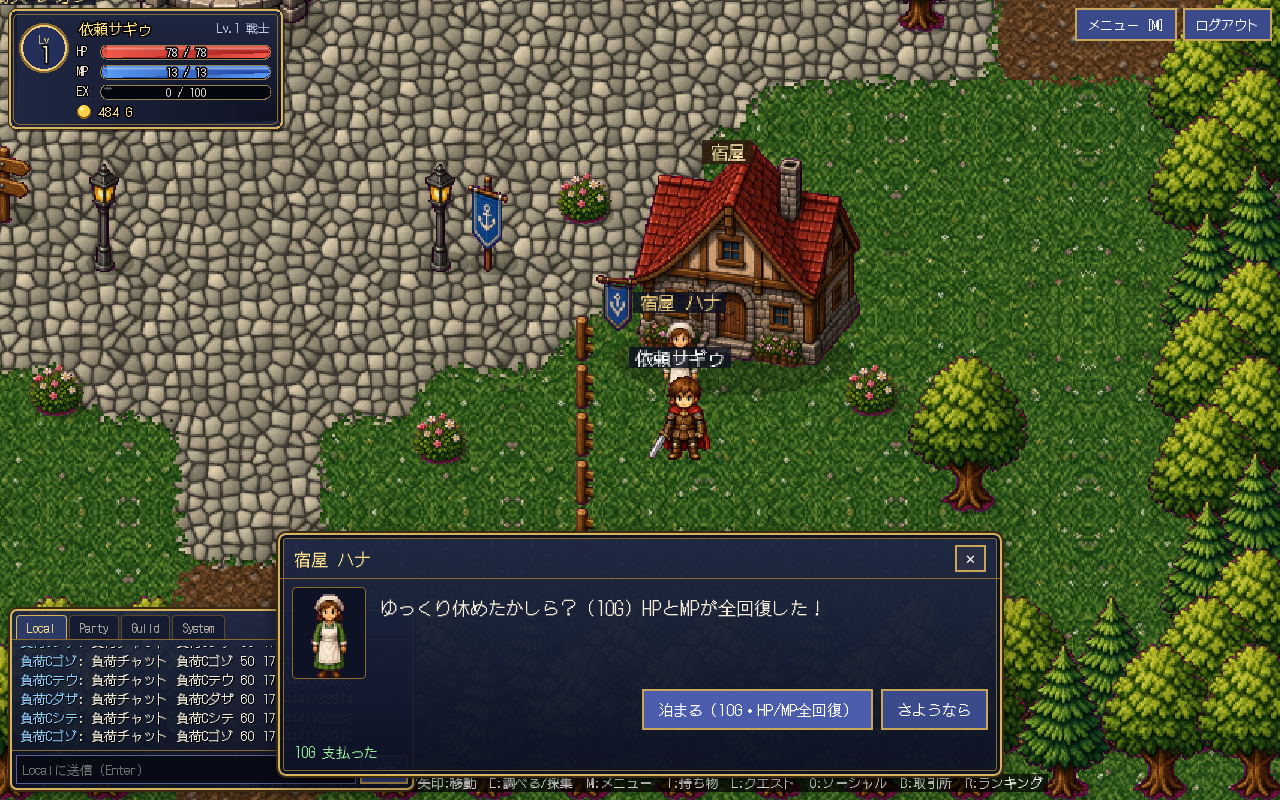 依頼サギゥ Lv.1 戦士
Lv 1
HP 78 / 78
MP 13 / 13
EX 0 / 100
484 G
メニュー [M] ログアウト
宿屋
宿屋 ハナ
依頼サギゥ
宿屋 ハナ ×
ゆっくり休めたかしら?(10G)HPとMPが全回復した!
泊まる(10G・HP/MP全回復) さようなら
10G 支払った
Local Party Guild System
負荷Cゴゾ: 負荷チャット 負荷Cゴゾ 50 17
負荷Cテウ: 負荷チャット 負荷Cテウ 60 17
負荷Cダザ: 負荷チャット 負荷Cダザ 60 17
負荷Cシテ: 負荷チャット 負荷Cシテ 60 17
負荷Cゴゾ: 負荷チャット 負荷Cゴゾ 60 17
Localに送信(Enter)
矢印:移動 E:調べる/採集 M:メニュー I:持ち物 L:クエスト O:ソーシャル B:取引所 R:ランキング